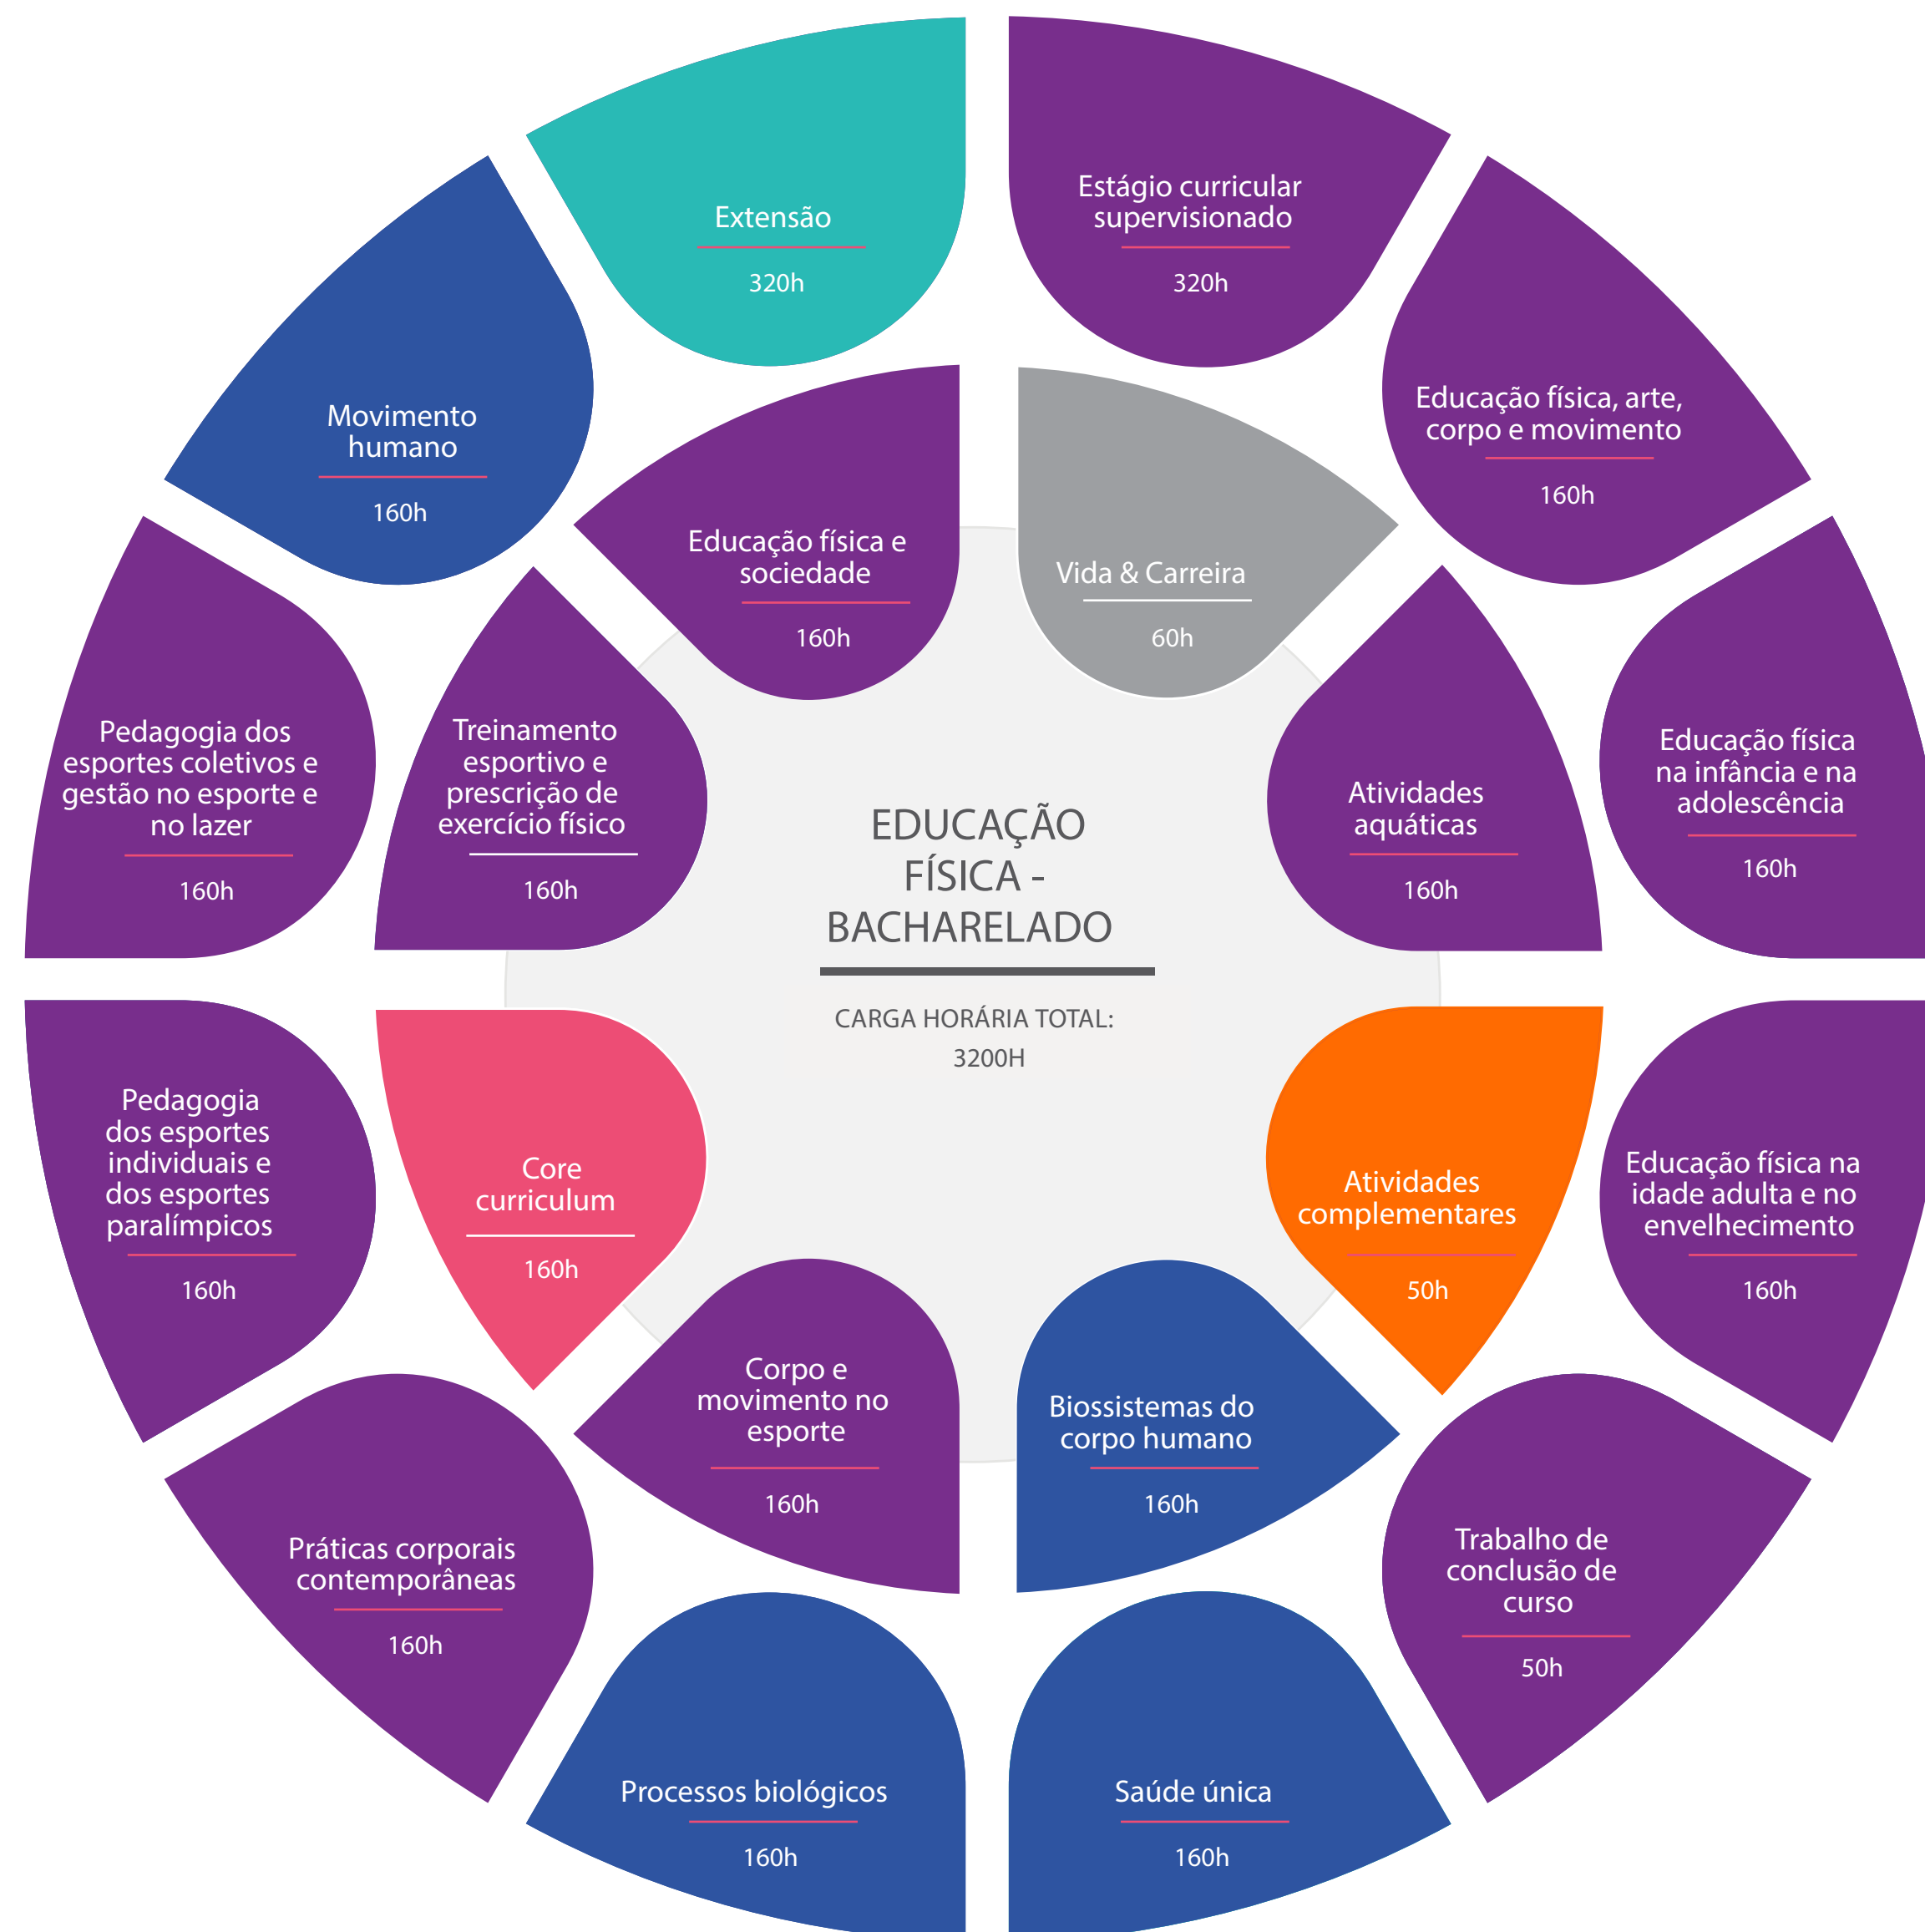 Extensão
320h
Estágio curricular
supervisionado
320h
Educação física, arte,
corpo e movimento
160h
Educação física
na infância e na
adolescência
160h
Educação física na
idade adulta e no
envelhecimento
160h
Trabalho de
conclusão de
curso
50h
Saúde única
160h
Processos biológicos
160h
Práticas corporais
contemporâneas
160h
Pedagogia
dos esportes
individuais e
dos esportes
paralímpicos
160h
Pedagogia dos
esportes coletivos e
gestão no esporte e
no lazer
160h
Movimento
humano
160h
Educação física e
sociedade
160h
Vida & Carreira
60h
Atividades
aquáticas
160h
Atividades
complementares
50h
Biossistemas do
corpo humano
160h
Corpo e
movimento no
esporte
160h
Core
curriculum
160h
Treinamento
esportivo e
prescrição de
exercício físico
160h
EDUCAÇÃO
FÍSICA -
BACHARELADO
CARGA HORÁRIA TOTAL:
3200H